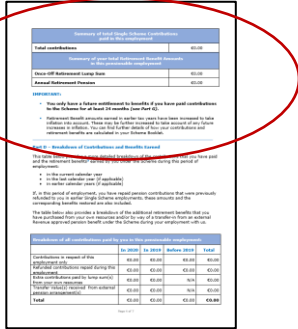 Summary of total Single Scheme Contributions
paid in this employment
Total contributions €0.00
Summary of your total Retirement Benefit Amounts
in this pensionable employment
Once-Off Retirement Lump Sum €0.00
Annual Retirement Pension €0.00
IMPORTANT:
• You only have a future entitlement to benefits if you have paid contributions
to the Scheme for at least 24 months (see Part G).
• Retirement Benefit amounts earned in earlier tax years have been increased to take
inflation into account. These may be further increased to take account of any future
increases in inflation. You can find further details of how your contributions and
retirement benefits are calculated in your Scheme Booklet.
Breakdown of Contributions and Benefits Earned
This table below a more detailed breakdown of the that you have paid
and the retirement benefits earned by you under the Scheme during this period of
employment:
• in the current calendar year
• in the last calendar year (if applicable)
• in earlier calendar years (if applicable)
If, in this period of employment, you have repaid pension contributions that were previously
refunded to you in earlier Single Scheme employments, these amounts and the
corresponding benefits restored are also included.
The table below also provides a breakdown of the additional retirement benefits that you
have purchased from your own resources and/or by way of a transfer-in from an external
Revenue approved pension benefit under the Scheme during your employment with us.
Breakdown of all contributions paid by you in this pensionable employment
In 2020 In 2019 Before 2019 Total
Contributions in respect of this
employment only €0.00 €0.00 €0.00 €0.00
Refunded contributions repaid during this
employment €0.00 €0.00 €0.00 €0.00
Extra contributions paid by lump sum(s)
from your own resources €0.00 €0.00 N/A €0.00
Transfer Value(s) received from external
pension arrangement(s) €0.00 €0.00 N/A €0.00
Total €0.00 €0.00 €0.00 €0.00